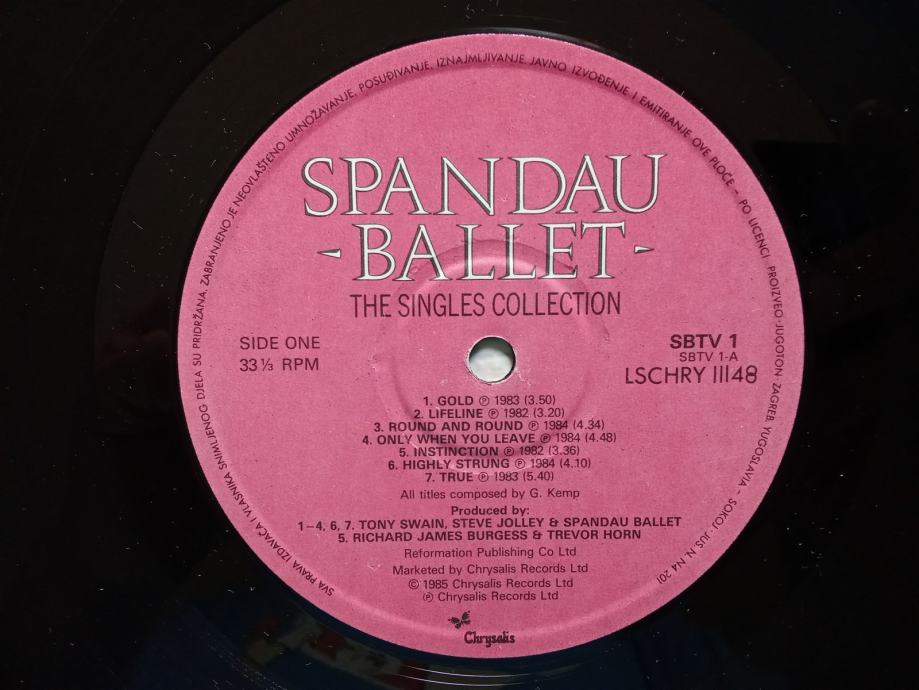 SVA PRAVA IZDAVAČA I VLASNIKA SNIMLJENOG DJELA SU PRIDRŽANA. ZABRANJENO JE NEOVLAŠTENO UMNOŽAVANJE, POSUĐIVANJE, IZNAJMLJIVANJE JAVNO IZVOĐENJE I EMITIRANJE OVE PLOČE - PO LICENCI PROIZVEO-JUGOTON ZAGREB, YUGOSLAVIA - SOKOJ-JUS. N. N4 201
SPANDAU
-BALLET-
THE SINGLES COLLECTION
SIDE ONE
33⅓ RPM
SBTV 1
SBTV 1-A
LSCHRY 11148
1. GOLD ℗ 1983 (3.50)
2. LIFELINE ℗ 1982 (3.20)
3. ROUND AND ROUND ℗ 1984 (4.34)
4. ONLY WHEN YOU LEAVE ℗ 1984 (4.48)
5. INSTINCTION ℗ 1982 (3.36)
6. HIGHLY STRUNG ℗ 1984 (4.10)
7. TRUE ℗ 1983 (5.40)
All titles composed by G. Kemp
Produced by:
1–4, 6, 7. TONY SWAIN, STEVE JOLLEY & SPANDAU BALLET
5. RICHARD JAMES BURGESS & TREVOR HORN
Reformation Publishing Co Ltd
Marketed by Chrysalis Records Ltd
© 1985 Chrysalis Records Ltd
℗ Chrysalis Records Ltd
Chrysalis